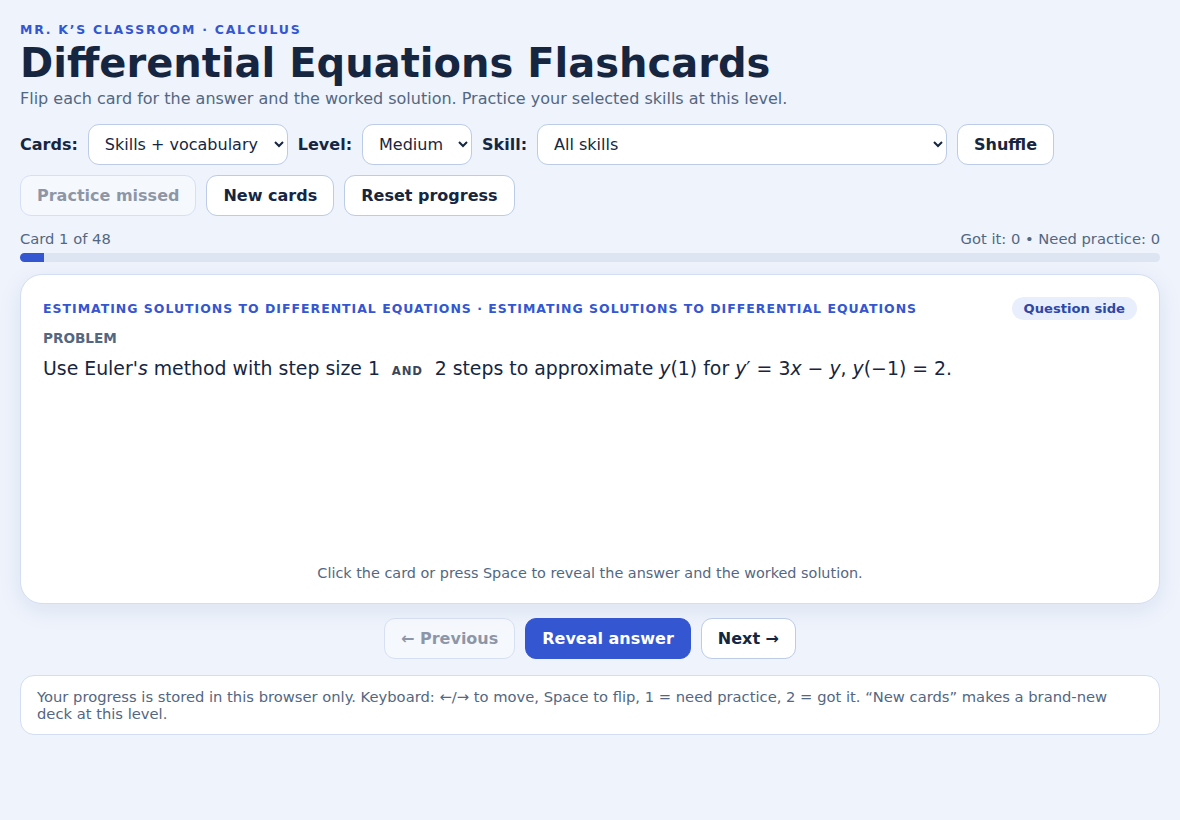 MR. K’S CLASSROOM · CALCULUS
Differential Equations Flashcards
Flip each card for the answer and the worked solution. Practice your selected skills at this level.
Cards: Skills + vocabulary Level: Medium Skill: All skills Shuffle
Practice missed New cards Reset progress
Card 1 of 48 Got it: 0 • Need practice: 0
ESTIMATING SOLUTIONS TO DIFFERENTIAL EQUATIONS · ESTIMATING SOLUTIONS TO DIFFERENTIAL EQUATIONS Question side
PROBLEM
Use Euler's method with step size 1 AND 2 steps to approximate y(1) for y′ = 3x − y, y(−1) = 2.
Click the card or press Space to reveal the answer and the worked solution.
← Previous Reveal answer Next →
Your progress is stored in this browser only. Keyboard: ←/→ to move, Space to flip, 1 = need practice, 2 = got it. “New cards” makes a brand-new
deck at this level.